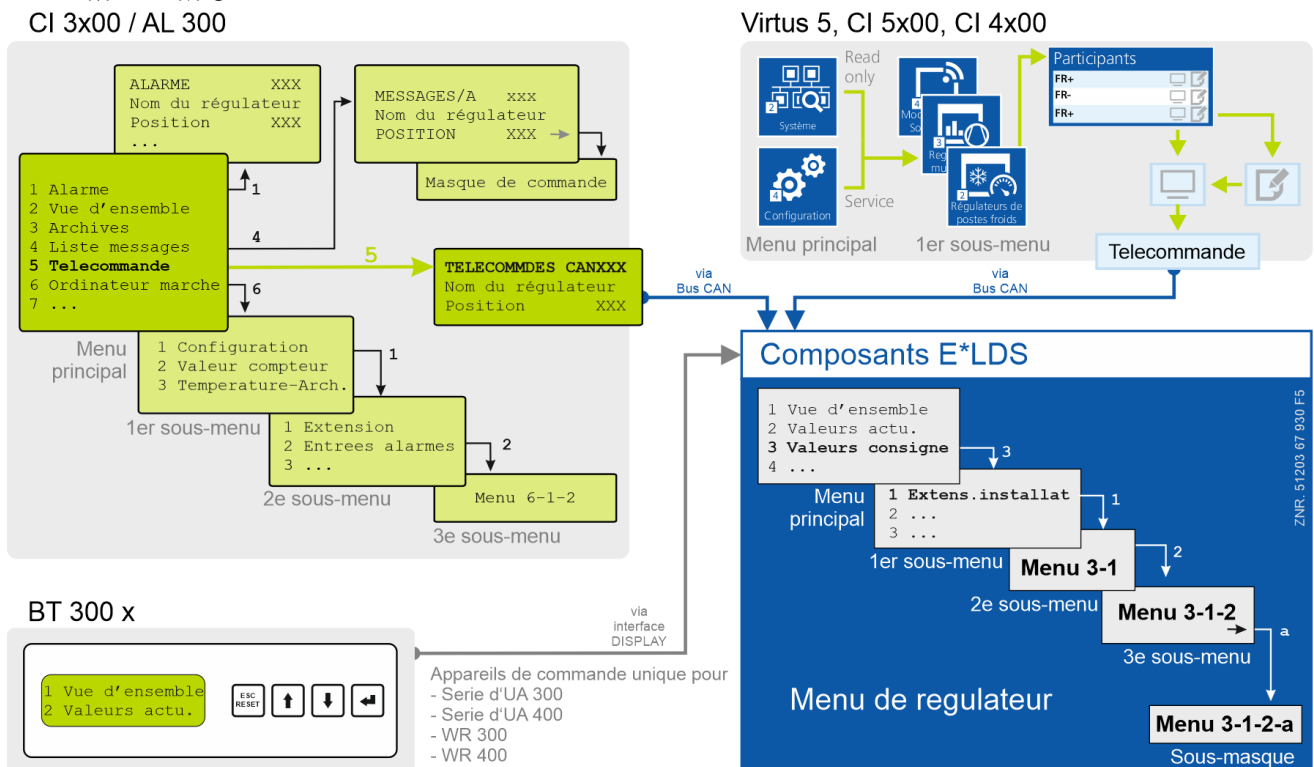 CI 3x00 / AL 300
ALARME XXX
Nom du régulateur
Position XXX
...
MESSAGES/A xxx
Nom du régulateur
POSITION XXX →
Masque de commande
1 Alarme
2 Vue d'ensemble
3 Archives
4 Liste messages
5 Telecommande
6 Ordinateur marche
7 ...
1
4
5
6
TELECOMMDES CANXXX
Nom du régulateur
Position XXX
Menu
principal
1 Configuration
2 Valeur compteur
3 Temperature-Arch.
1
1er sous-menu
1 Extension
2 Entrees alarmes
3 ...
2
2e sous-menu
Menu 6-1-2
3e sous-menu
via
Bus CAN
Virtus 5, CI 5x00, CI 4x00
Read
only
2
Système
4
Configuration
Service
Menu principal
4
Mod
So
3
Reg
mu
2
Régulateurs de
postes froids
1er sous-menu
Participants
FR+
FR-
FR+
Telecommande
via
Bus CAN
Composants E*LDS
1 Vue d'ensemble
2 Valeurs actu.
3 Valeurs consigne
4 ...
3
Menu
principal
1 Extens.installat
2 ...
3 ...
1
1er sous-menu
Menu 3-1
2
2e sous-menu
Menu 3-1-2
→
a
3e sous-menu
Menu de regulateur
Menu 3-1-2-a
Sous-masque
ZNR. 51203 67 930 F5
BT 300 x
1 Vue d'ensemble
2 Valeurs actu.
ESC
RESET
via
interface
DISPLAY
Appareils de commande unique pour
- Serie d'UA 300
- Serie d'UA 400
- WR 300
- WR 400